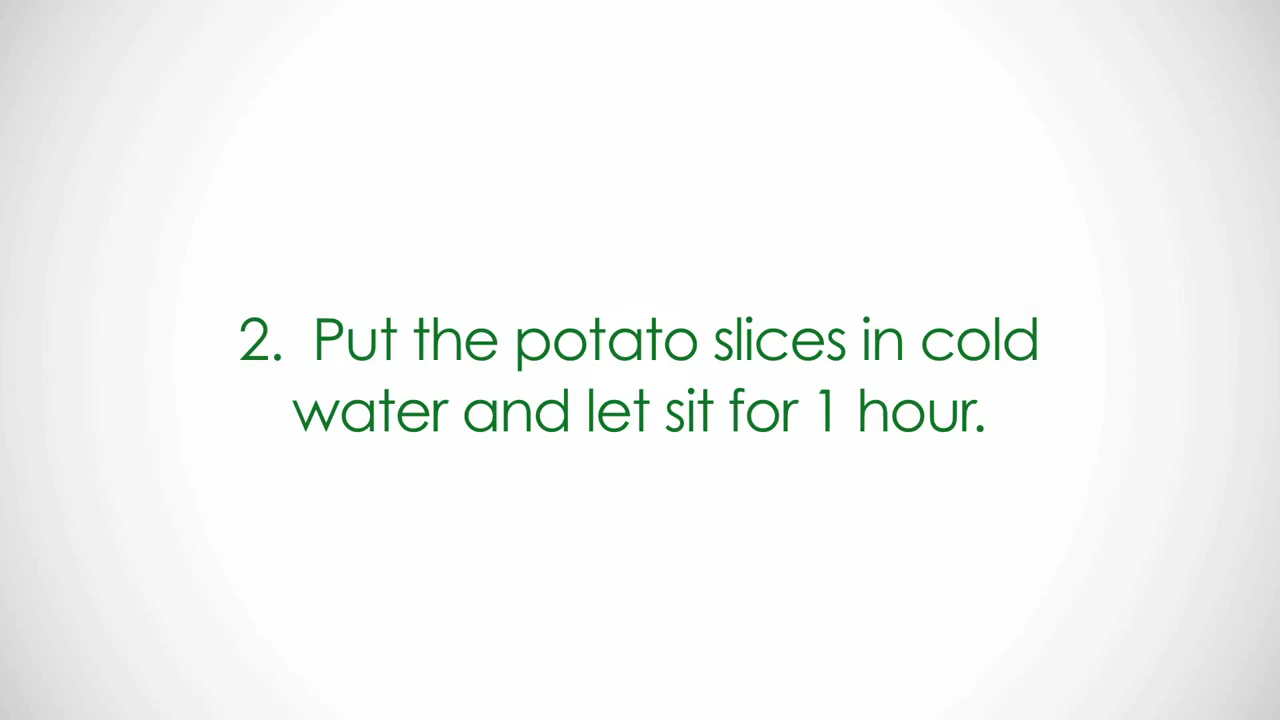 2. Put the potato slices in cold
water and let sit for 1 hour.